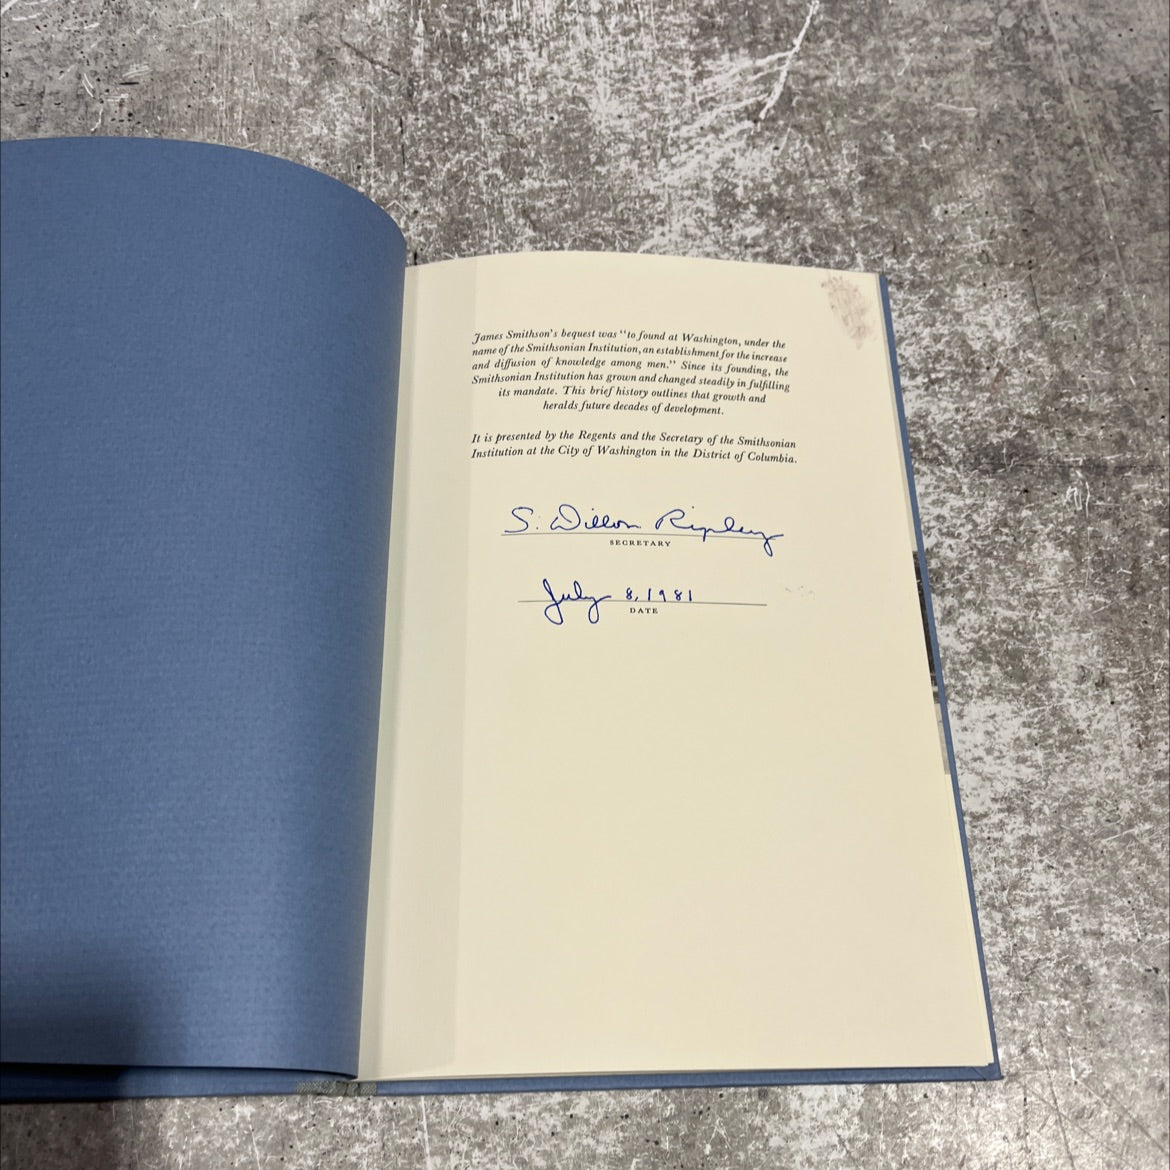 James Smithson's bequest was “to found at Washington, under the
name of the Smithsonian Institution, an establishment for the increase
and diffusion of knowledge among men.” Since its founding, the
Smithsonian Institution has grown and changed steadily in fulfilling
its mandate. This brief history outlines that growth and
heralds future decades of development.
It is presented by the Regents and the Secretary of the Smithsonian
Institution at the City of Washington in the District of Columbia.
S. Dillon Ripley
SECRETARY
July 8, 1981
DATE